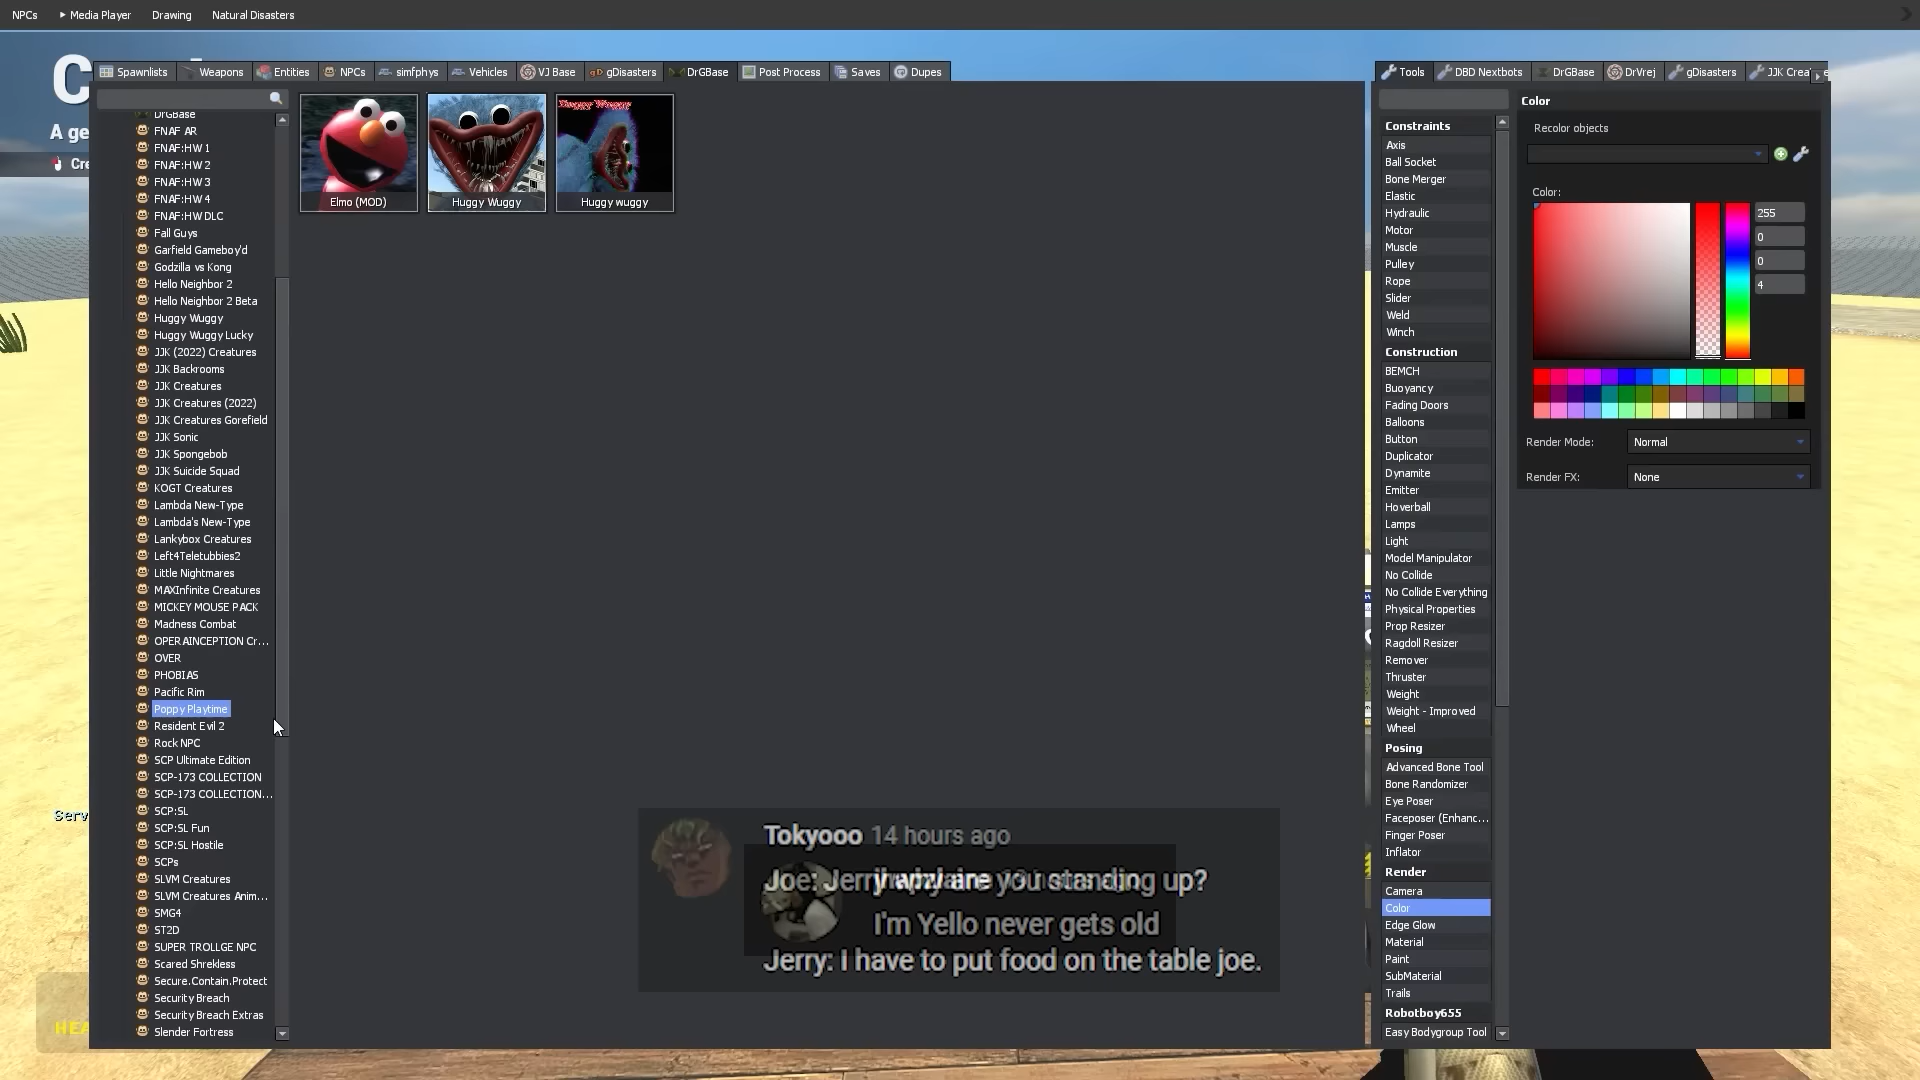 NPCs
Media Player
Drawing
Natural Disasters
C
A ge
Cre
Spawnlists
Weapons
Entities
NPCs
simfphys
Vehicles
VJ Base
gDisasters
DrGBase
Post Process
Saves
Dupes
DrGBase
FNAF AR
FNAF:HW 1
FNAF:HW 2
FNAF:HW 3
FNAF:HW 4
FNAF:HW DLC
Fall Guys
Garfield Gameboy'd
Godzilla vs Kong
Hello Neighbor 2
Hello Neighbor 2 Beta
Huggy Wuggy
Huggy Wuggy Lucky
JJK (2022) Creatures
JJK Backrooms
JJK Creatures
JJK Creatures (2022)
JJK Creatures Gorefield
JJK Sonic
JJK Spongebob
JJK Suicide Squad
KOGT Creatures
Lambda New-Type
Lambda's New-Type
Lankybox Creatures
Left4Teletubbies2
Little Nightmares
MAXInfinite Creatures
MICKEY MOUSE PACK
Madness Combat
OPERAINCEPTION Cr...
OVER
PHOBIAS
Pacific Rim
Poppy Playtime
Resident Evil 2
Rock NPC
SCP Ultimate Edition
SCP-173 COLLECTION
SCP-173 COLLECTION...
SCP:SL
SCP:SL Fun
SCP:SL Hostile
SCPs
SLVM Creatures
SLVM Creatures Anim...
SMG4
ST2D
SUPER TROLLGE NPC
Scared Shrekless
Secure.Contain.Protect
Security Breach
Security Breach Extras
Slender Fortress
Elmo (MOD)
Huggy Wuggy
Huggy Wuggy
Huggy wuggy
Serv
HEA
Tokyooo 14 hours ago
Joe: Jerry why are you standing up?
I'm Yello never gets old
Jerry: I have to put food on the table joe.
Tools
DBD Nextbots
DrGBase
DrVrej
gDisasters
JJK Crea
Constraints
Axis
Ball Socket
Bone Merger
Elastic
Hydraulic
Motor
Muscle
Pulley
Rope
Slider
Weld
Winch
Construction
BEMCH
Buoyancy
Fading Doors
Balloons
Button
Duplicator
Dynamite
Emitter
Hoverball
Lamps
Light
Model Manipulator
No Collide
No Collide Everything
Physical Properties
Prop Resizer
Ragdoll Resizer
Remover
Thruster
Weight
Weight - Improved
Wheel
Posing
Advanced Bone Tool
Bone Randomizer
Eye Poser
Faceposer (Enhanc...
Finger Poser
Inflator
Render
Camera
Color
Edge Glow
Material
Paint
SubMaterial
Trails
Robotboy655
Easy Bodygroup Tool
Color
Recolor objects
Color:
255
0
0
4
Render Mode:
Normal
Render FX:
None